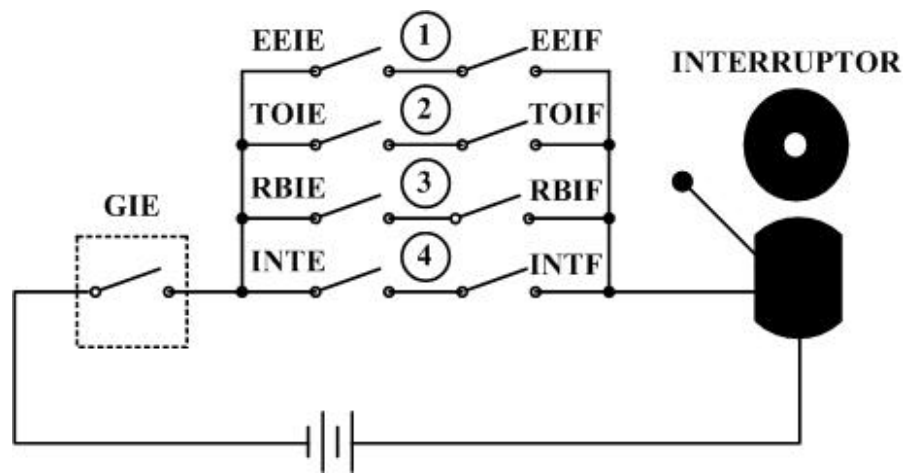 EEIE 1 EEIF
INTERRUPTOR
TOIE 2 TOIF
RBIE 3 RBIF
GIE
INTE 4 INTF